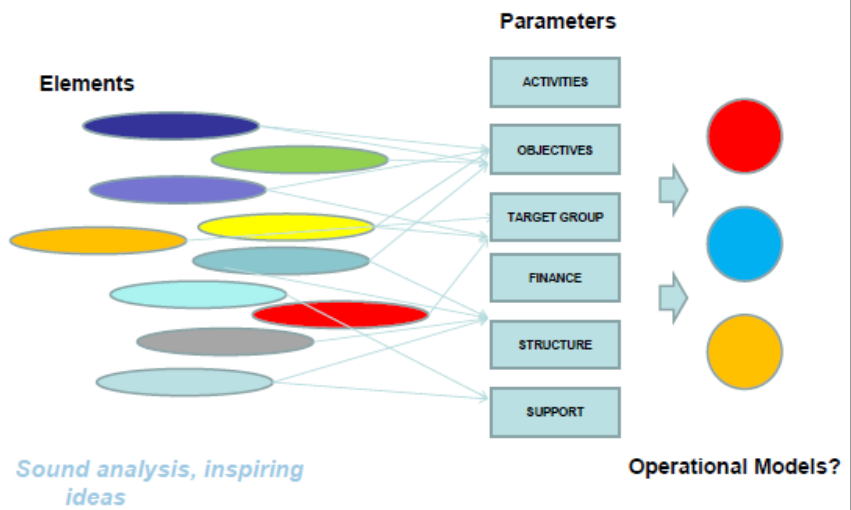 Parameters
Elements
ACTIVITIES
OBJECTIVES
TARGET GROUP
FINANCE
STRUCTURE
SUPPORT
Sound analysis, inspiring
ideas
Operational Models?